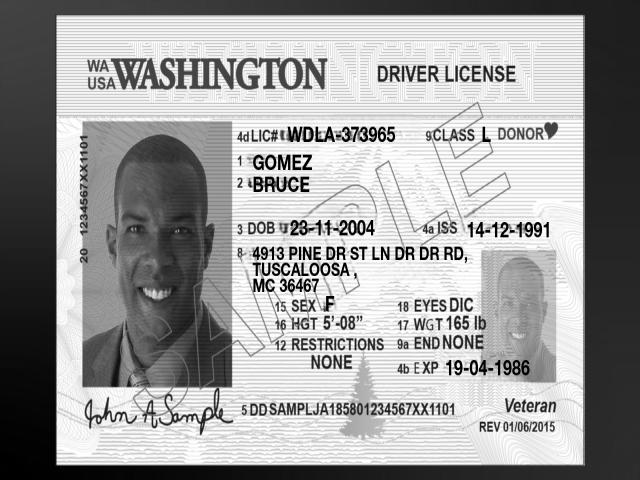 WA USA WASHINGTON DRIVER LICENSE
4d LIC# WDLA-373965 9 CLASS L DONOR
1 GOMEZ
2 BRUCE
3 DOB 23-11-2004 4a ISS 14-12-1991
8 4913 PINE DR ST LN DR DR RD,
TUSCALOOSA ,
MC 36467
15 SEX F 18 EYES DIC
16 HGT 5'-08" 17 WGT 165 lb
12 RESTRICTIONS 9a END NONE
NONE
4b EXP 19-04-1986
5 DD SAMPLJA185801234567XX1101
Veteran
REV 01/06/2015
John A Sample
20 1234567XX1101
SAMPLE